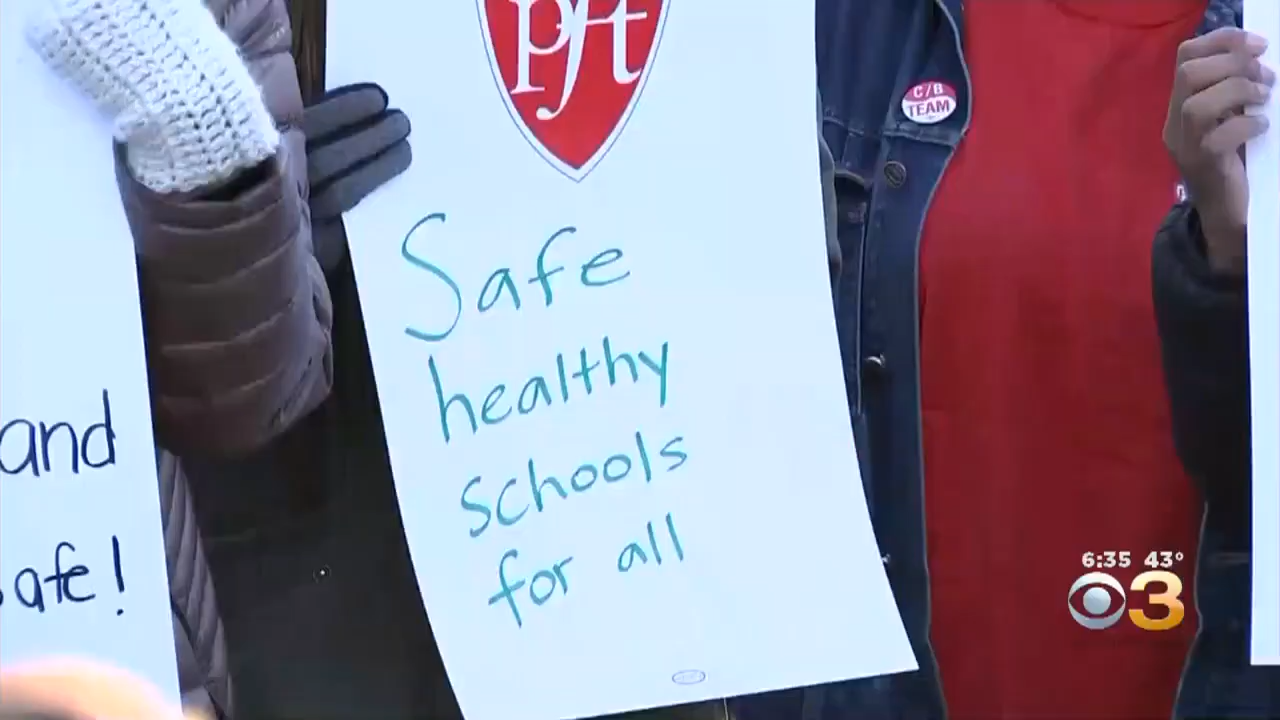 pft
C/B
TEAM
Safe
healthy
schools
for all
and
afe!
6:35 43°
3